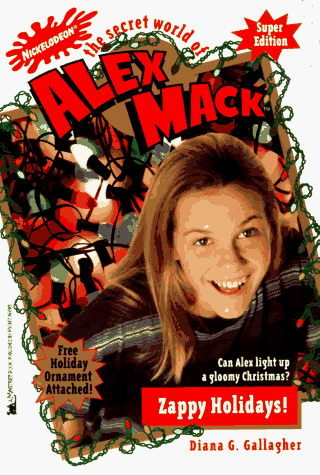 NICKELODEON®
the secret world of
ALEX
MACK
Super
Edition
Free
Holiday
Ornament
Attached!
Can Alex light up
a gloomy Christmas?
Zappy Holidays!
Diana G. Gallagher